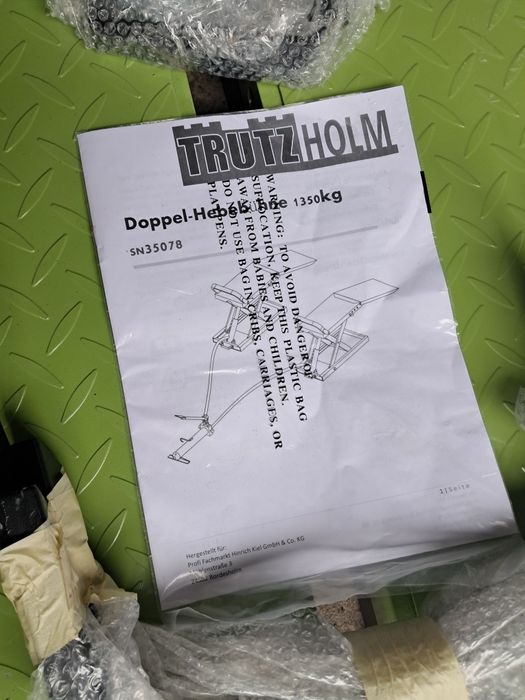 TRUTZHOLM
Doppel-Hebebühne 1350kg
SN35078
WARNING: TO AVOID DANGER OF
SUFFOCATION, KEEP THIS PLASTIC BAG
AWAY FROM BABIES AND CHILDREN.
DO NOT USE BAG IN CRIBS, CARRIAGES, OR
PLAYPENS.
1 | Seite
Hergestellt für:
Profi Fachmarkt Hinrich Kiel GmbH & Co. KG
3
Bordesholm